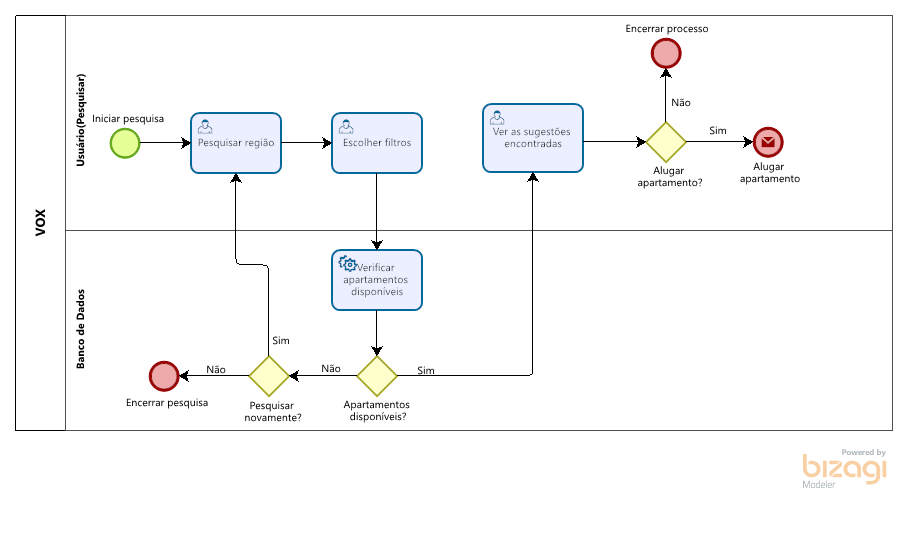 VOX
Usuário(Pesquisar)
Iniciar pesquisa
Pesquisar região
Escolher filtros
Ver as sugestões
encontradas
Encerrar processo
Não
Sim
Alugar
apartamento?
Alugar
apartamento
Banco de Dados
Verificar
apartamentos
disponíveis
Sim
Não
Não
Sim
Encerrar pesquisa
Pesquisar
novamente?
Apartamentos
disponíveis?
Powered by
bizagi
Modeler